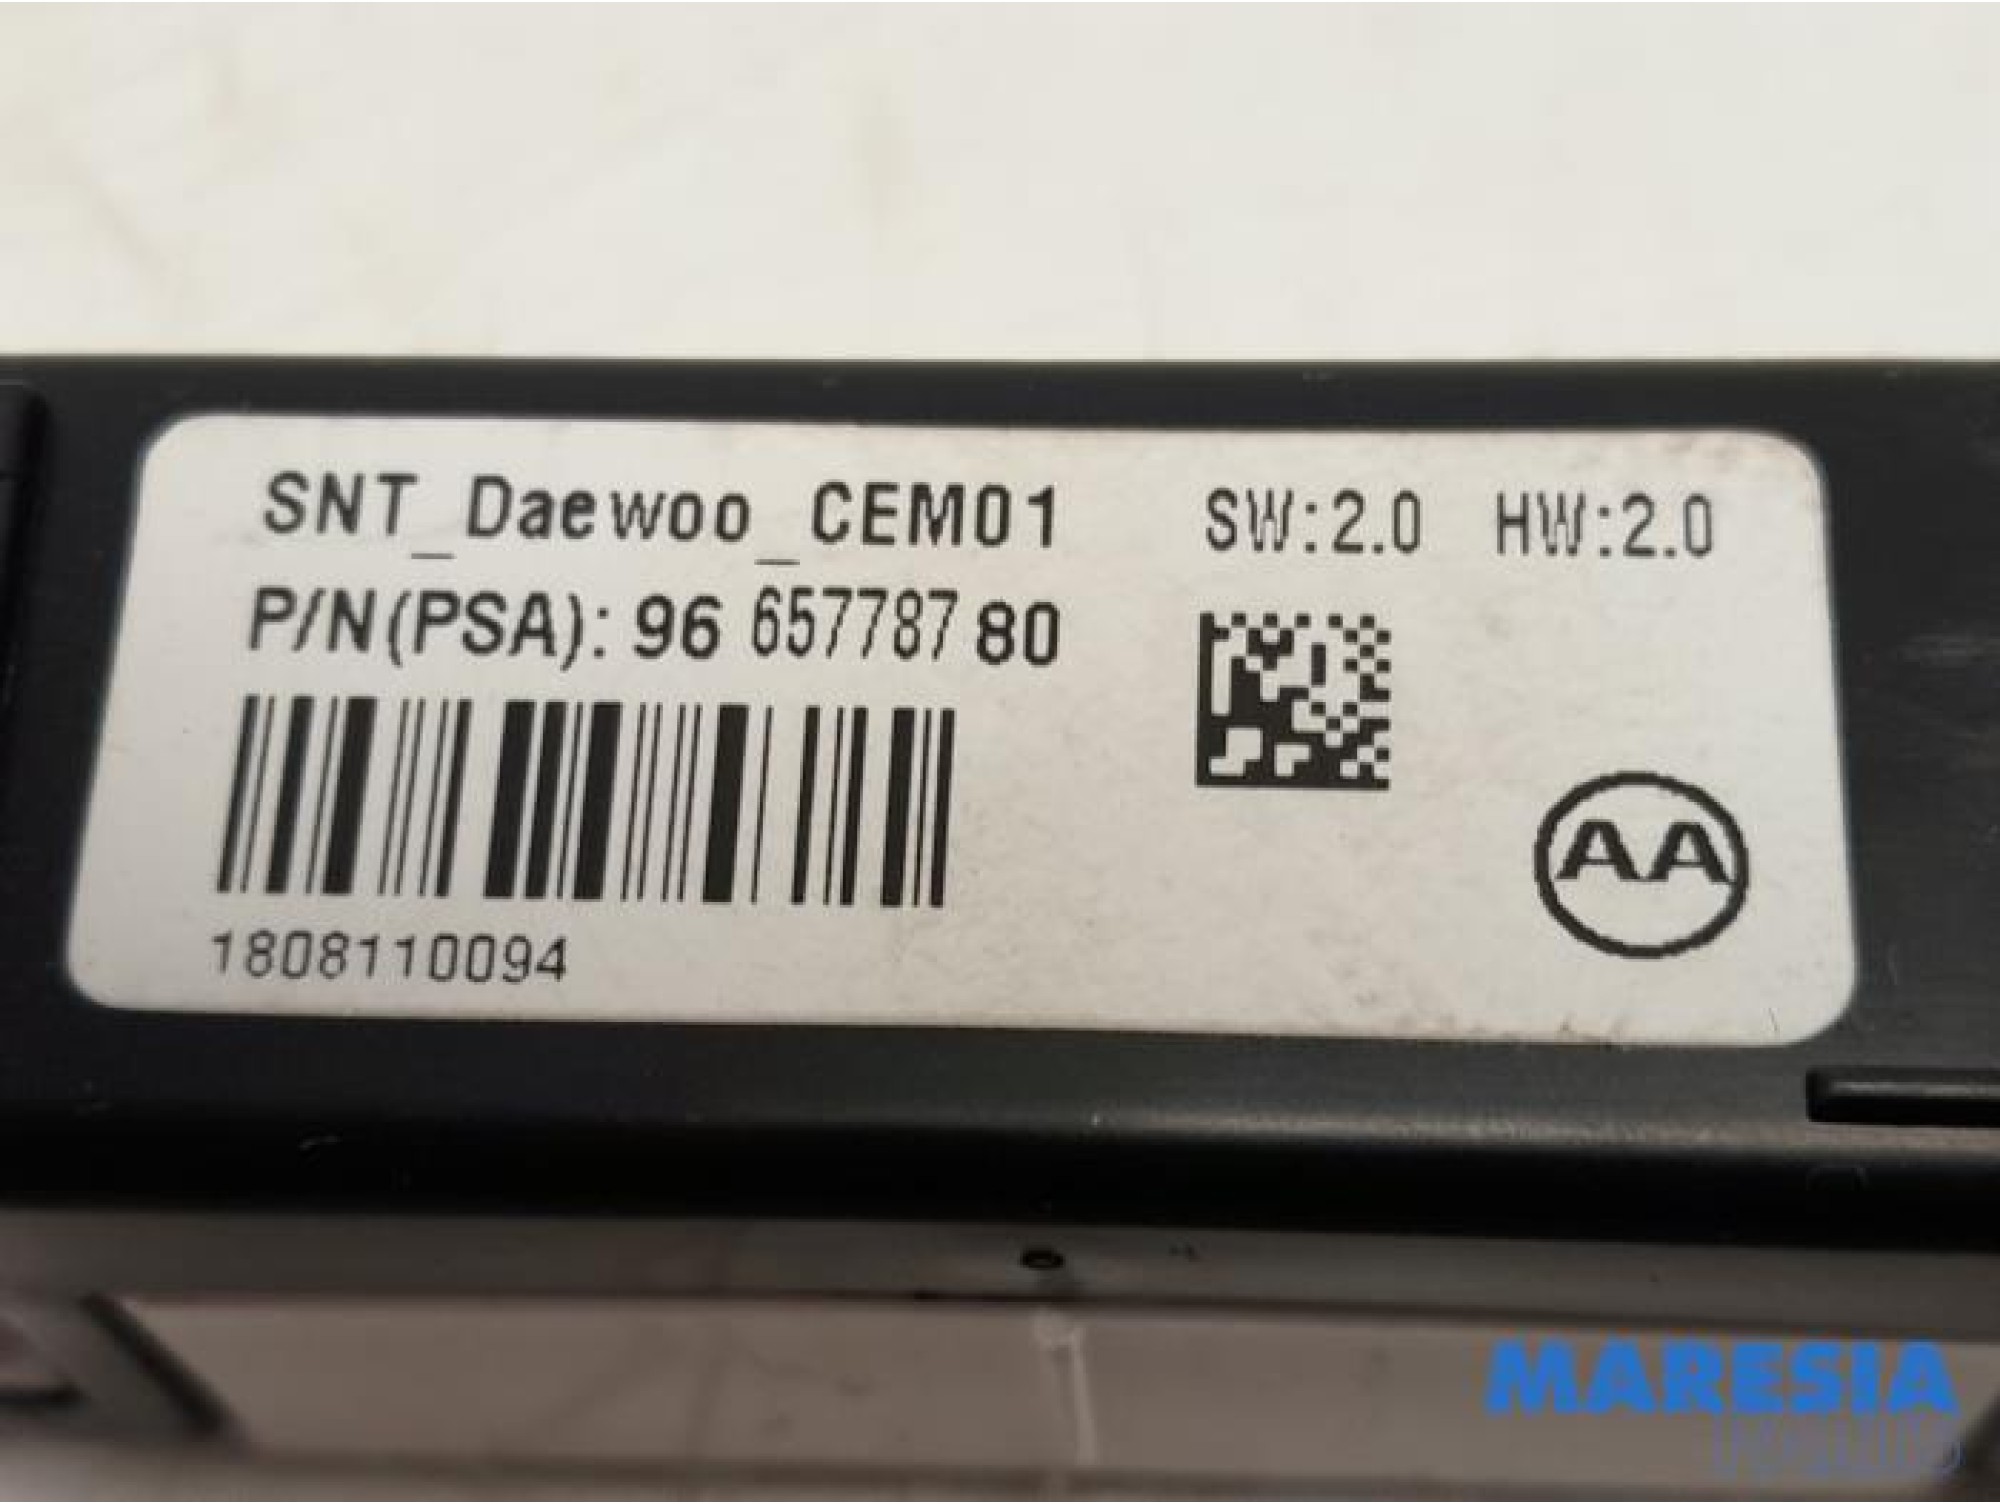 SNT_Daewoo_CEM01 SW:2.0 HW:2.0
P/N(PSA): 96 657787 80
1808110094
AA
MARESIA